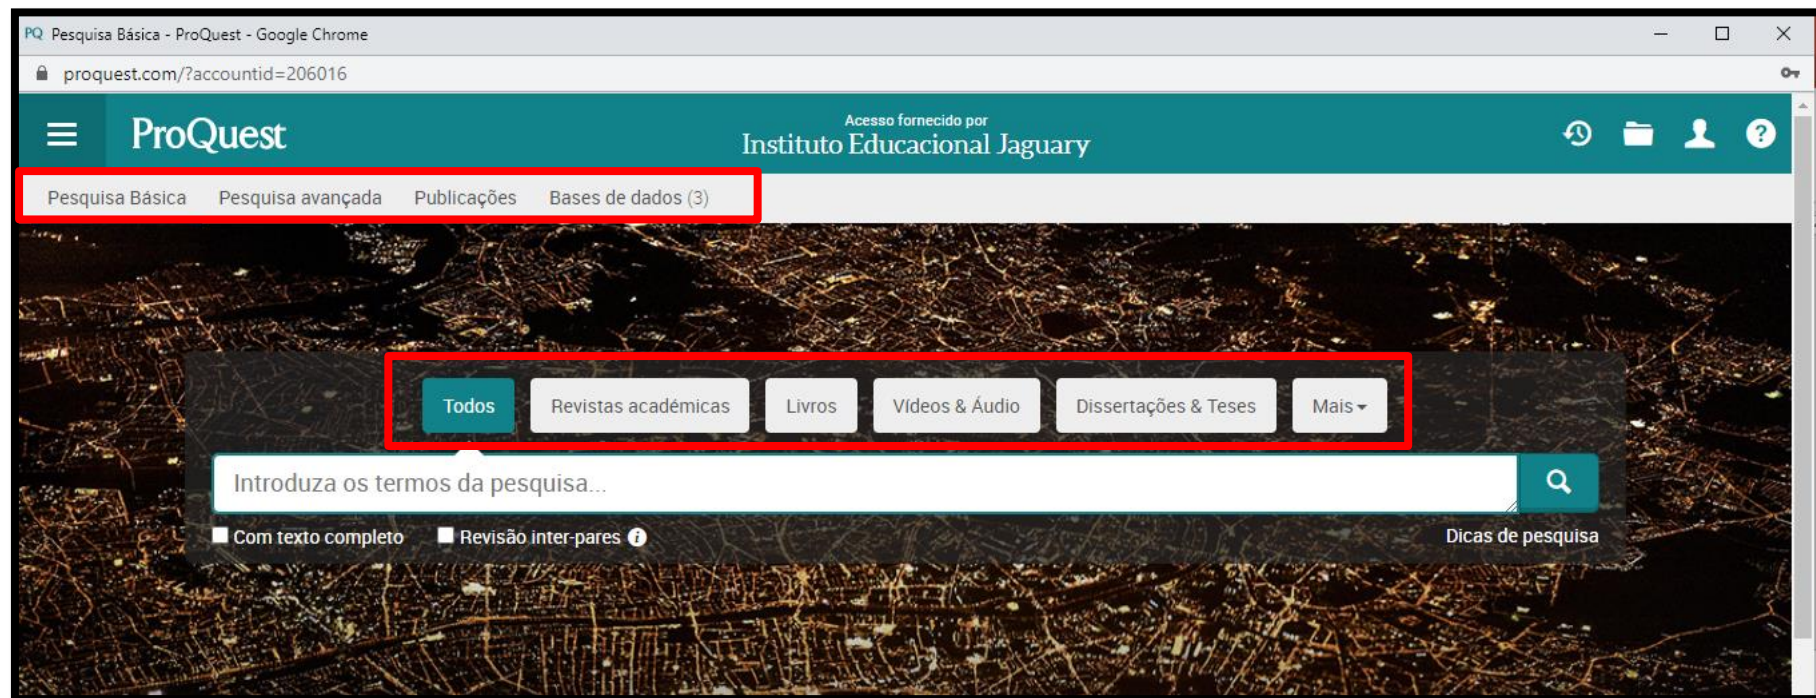 PQ Pesquisa Básica - ProQuest - Google Chrome
proquest.com/?accountid=206016
ProQuest
Acesso fornecido por
Instituto Educacional Jaguary
Pesquisa Básica Pesquisa avançada Publicações Bases de dados (3)
Todos Revistas académicas Livros Vídeos & Áudio Dissertações & Teses Mais
Introduza os termos da pesquisa...
Com texto completo Revisão inter-pares Dicas de pesquisa